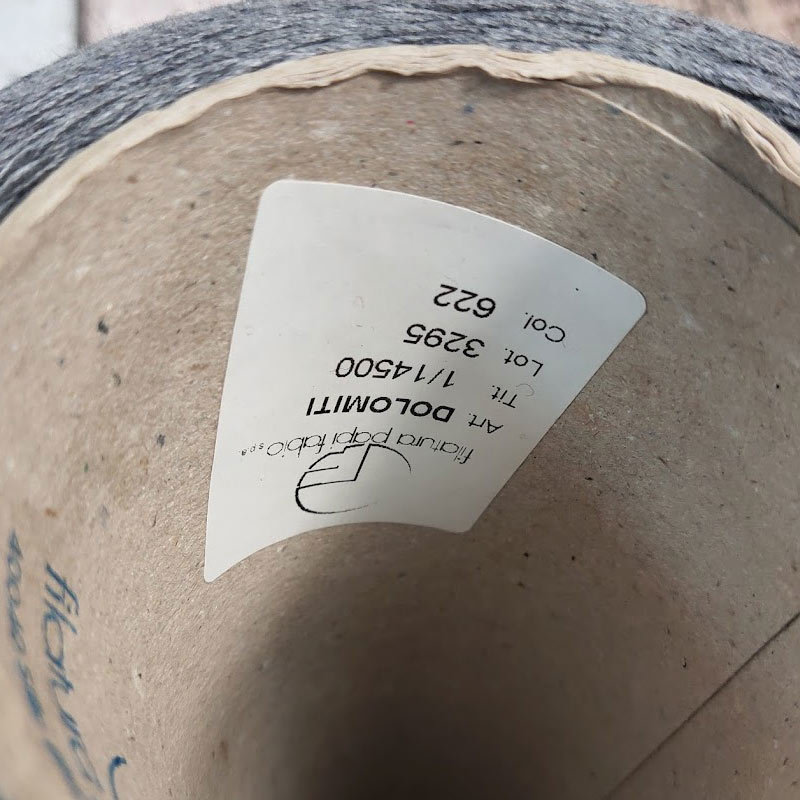 filatura papi fabio s.p.a.
Art. DOLOMITI
Tit. 1/14500
Lot. 3295
Col. 622